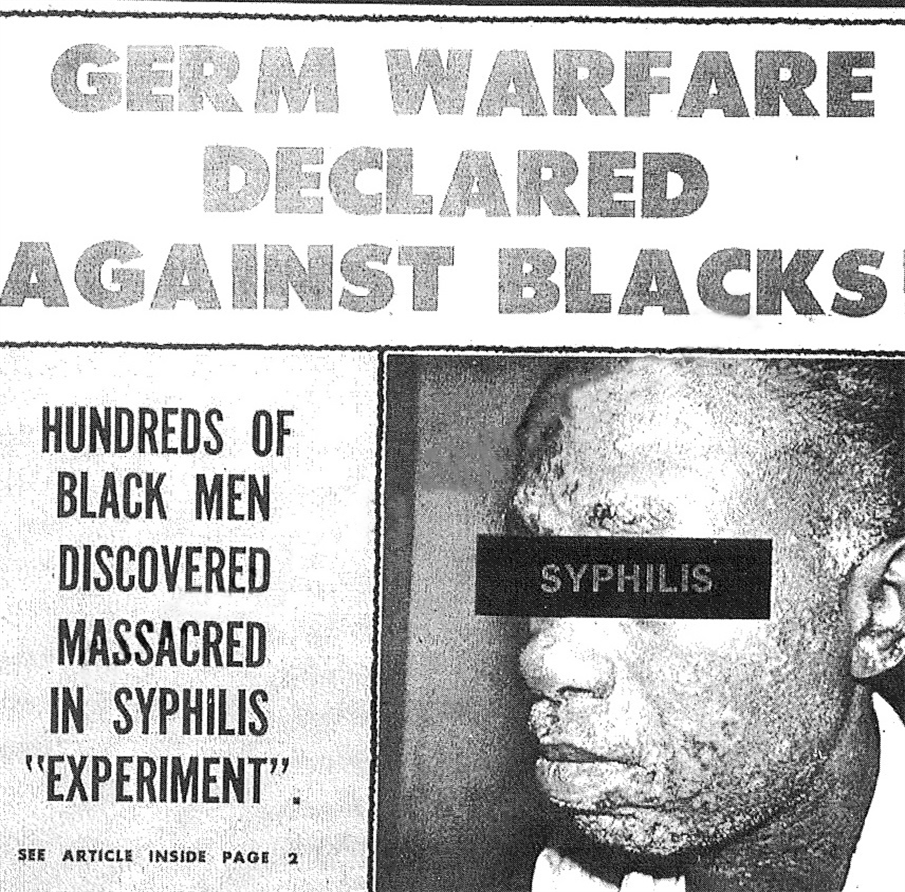 GERM WARFARE
DECLARED
AGAINST BLACKS!
HUNDREDS OF
BLACK MEN
DISCOVERED
MASSACRED
IN SYPHILIS
"EXPERIMENT".
SEE ARTICLE INSIDE PAGE 2
SYPHILIS